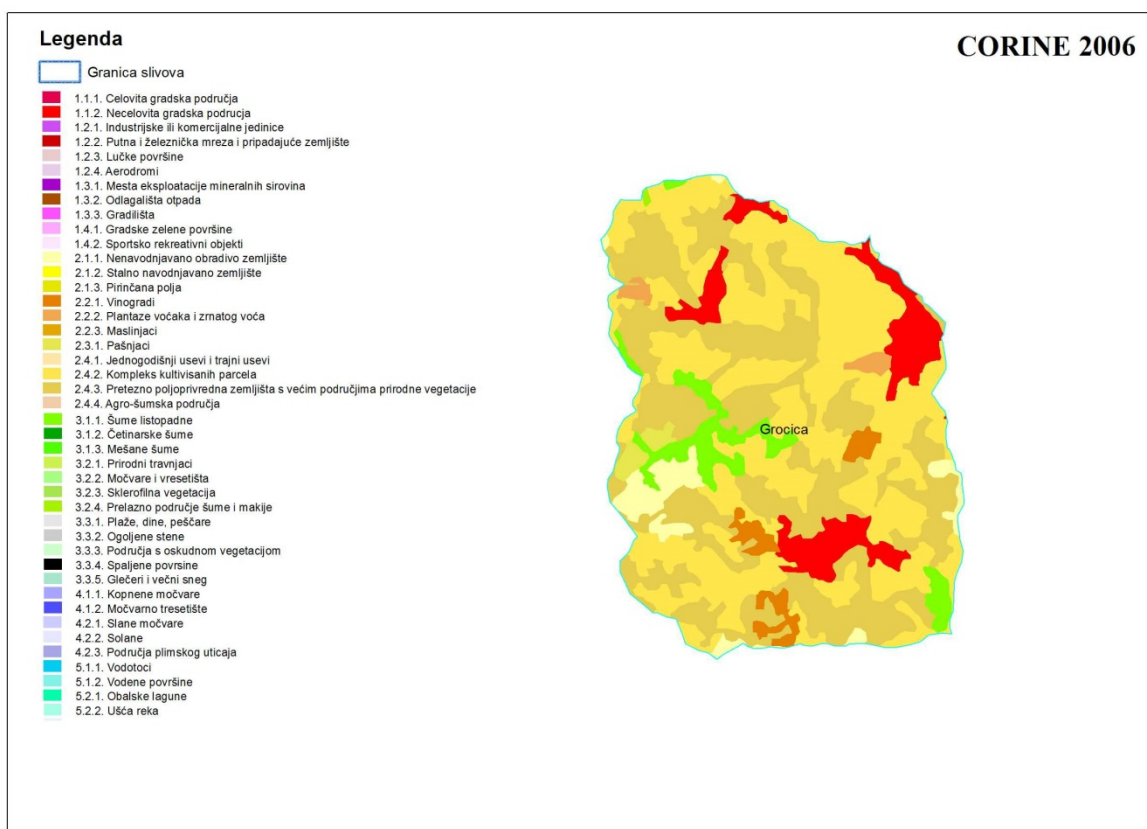 Legenda
CORINE 2006
Granica slivova
1.1.1. Celovita gradska područja
1.1.2. Necelovita gradska podrucja
1.2.1. Industrijske ili komercijalne jedinice
1.2.2. Putna i železnička mreza i pripadajuće zemljište
1.2.3. Lučke površine
1.2.4. Aerodromi
1.3.1. Mesta eksploatacije mineralnih sirovina
1.3.2. Odlagališta otpada
1.3.3. Gradilišta
1.4.1. Gradske zelene površine
1.4.2. Sportsko rekreativni objekti
2.1.1. Nenavodnjavano obradivo zemljište
2.1.2. Stalno navodnjavano zemljište
2.1.3. Pirinčana polja
2.2.1. Vinogradi
2.2.2. Plantaze voćaka i zrnatog voća
2.2.3. Maslinjaci
2.3.1. Pašnjaci
2.4.1. Jednogodišnji usevi i trajni usevi
2.4.2. Kompleks kultivisanih parcela
2.4.3. Pretezno poljoprivredna zemljišta s većim područjima prirodne vegetacije
2.4.4. Agro-šumska područja
3.1.1. Šume listopadne
3.1.2. Četinarske šume
3.1.3. Mešane šume
3.2.1. Prirodni travnjaci
3.2.2. Močvare i vresetišta
3.2.3. Sklerofilna vegetacija
3.2.4. Prelazno područje šume i makije
3.3.1. Plaže, dine, peščare
3.3.2. Ogoljene stene
3.3.3. Područja s oskudnom vegetacijom
3.3.4. Spaljene povrsine
3.3.5. Glečeri i večni sneg
4.1.1. Kopnene močvare
4.1.2. Močvarno tresetište
4.2.1. Slane močvare
4.2.2. Solane
4.2.3. Područja plimskog uticaja
5.1.1. Vodotoci
5.1.2. Vodene površine
5.2.1. Obalske lagune
5.2.2. Ušća reka
Grocica